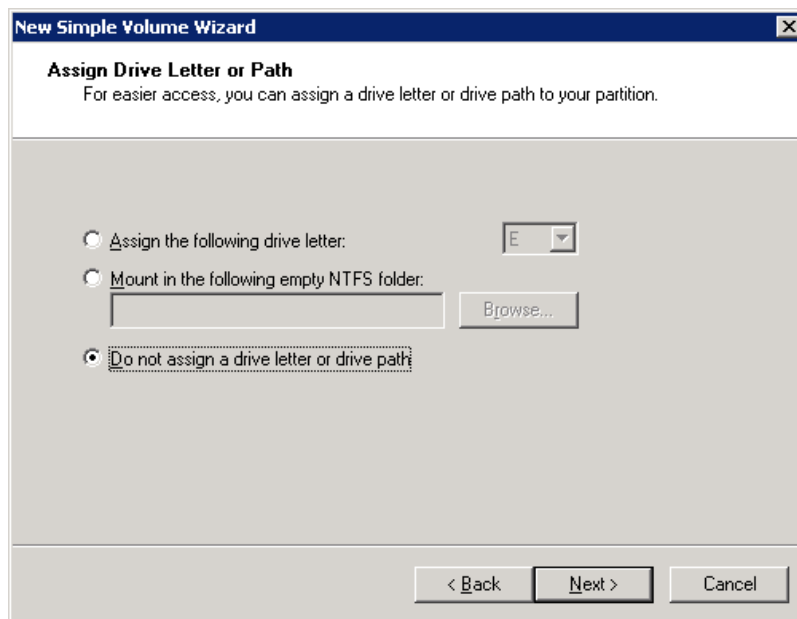 New Simple Volume Wizard
Assign Drive Letter or Path
For easier access, you can assign a drive letter or drive path to your partition.
Assign the following drive letter: E
Mount in the following empty NTFS folder:
Browse...
Do not assign a drive letter or drive path
< Back Next > Cancel